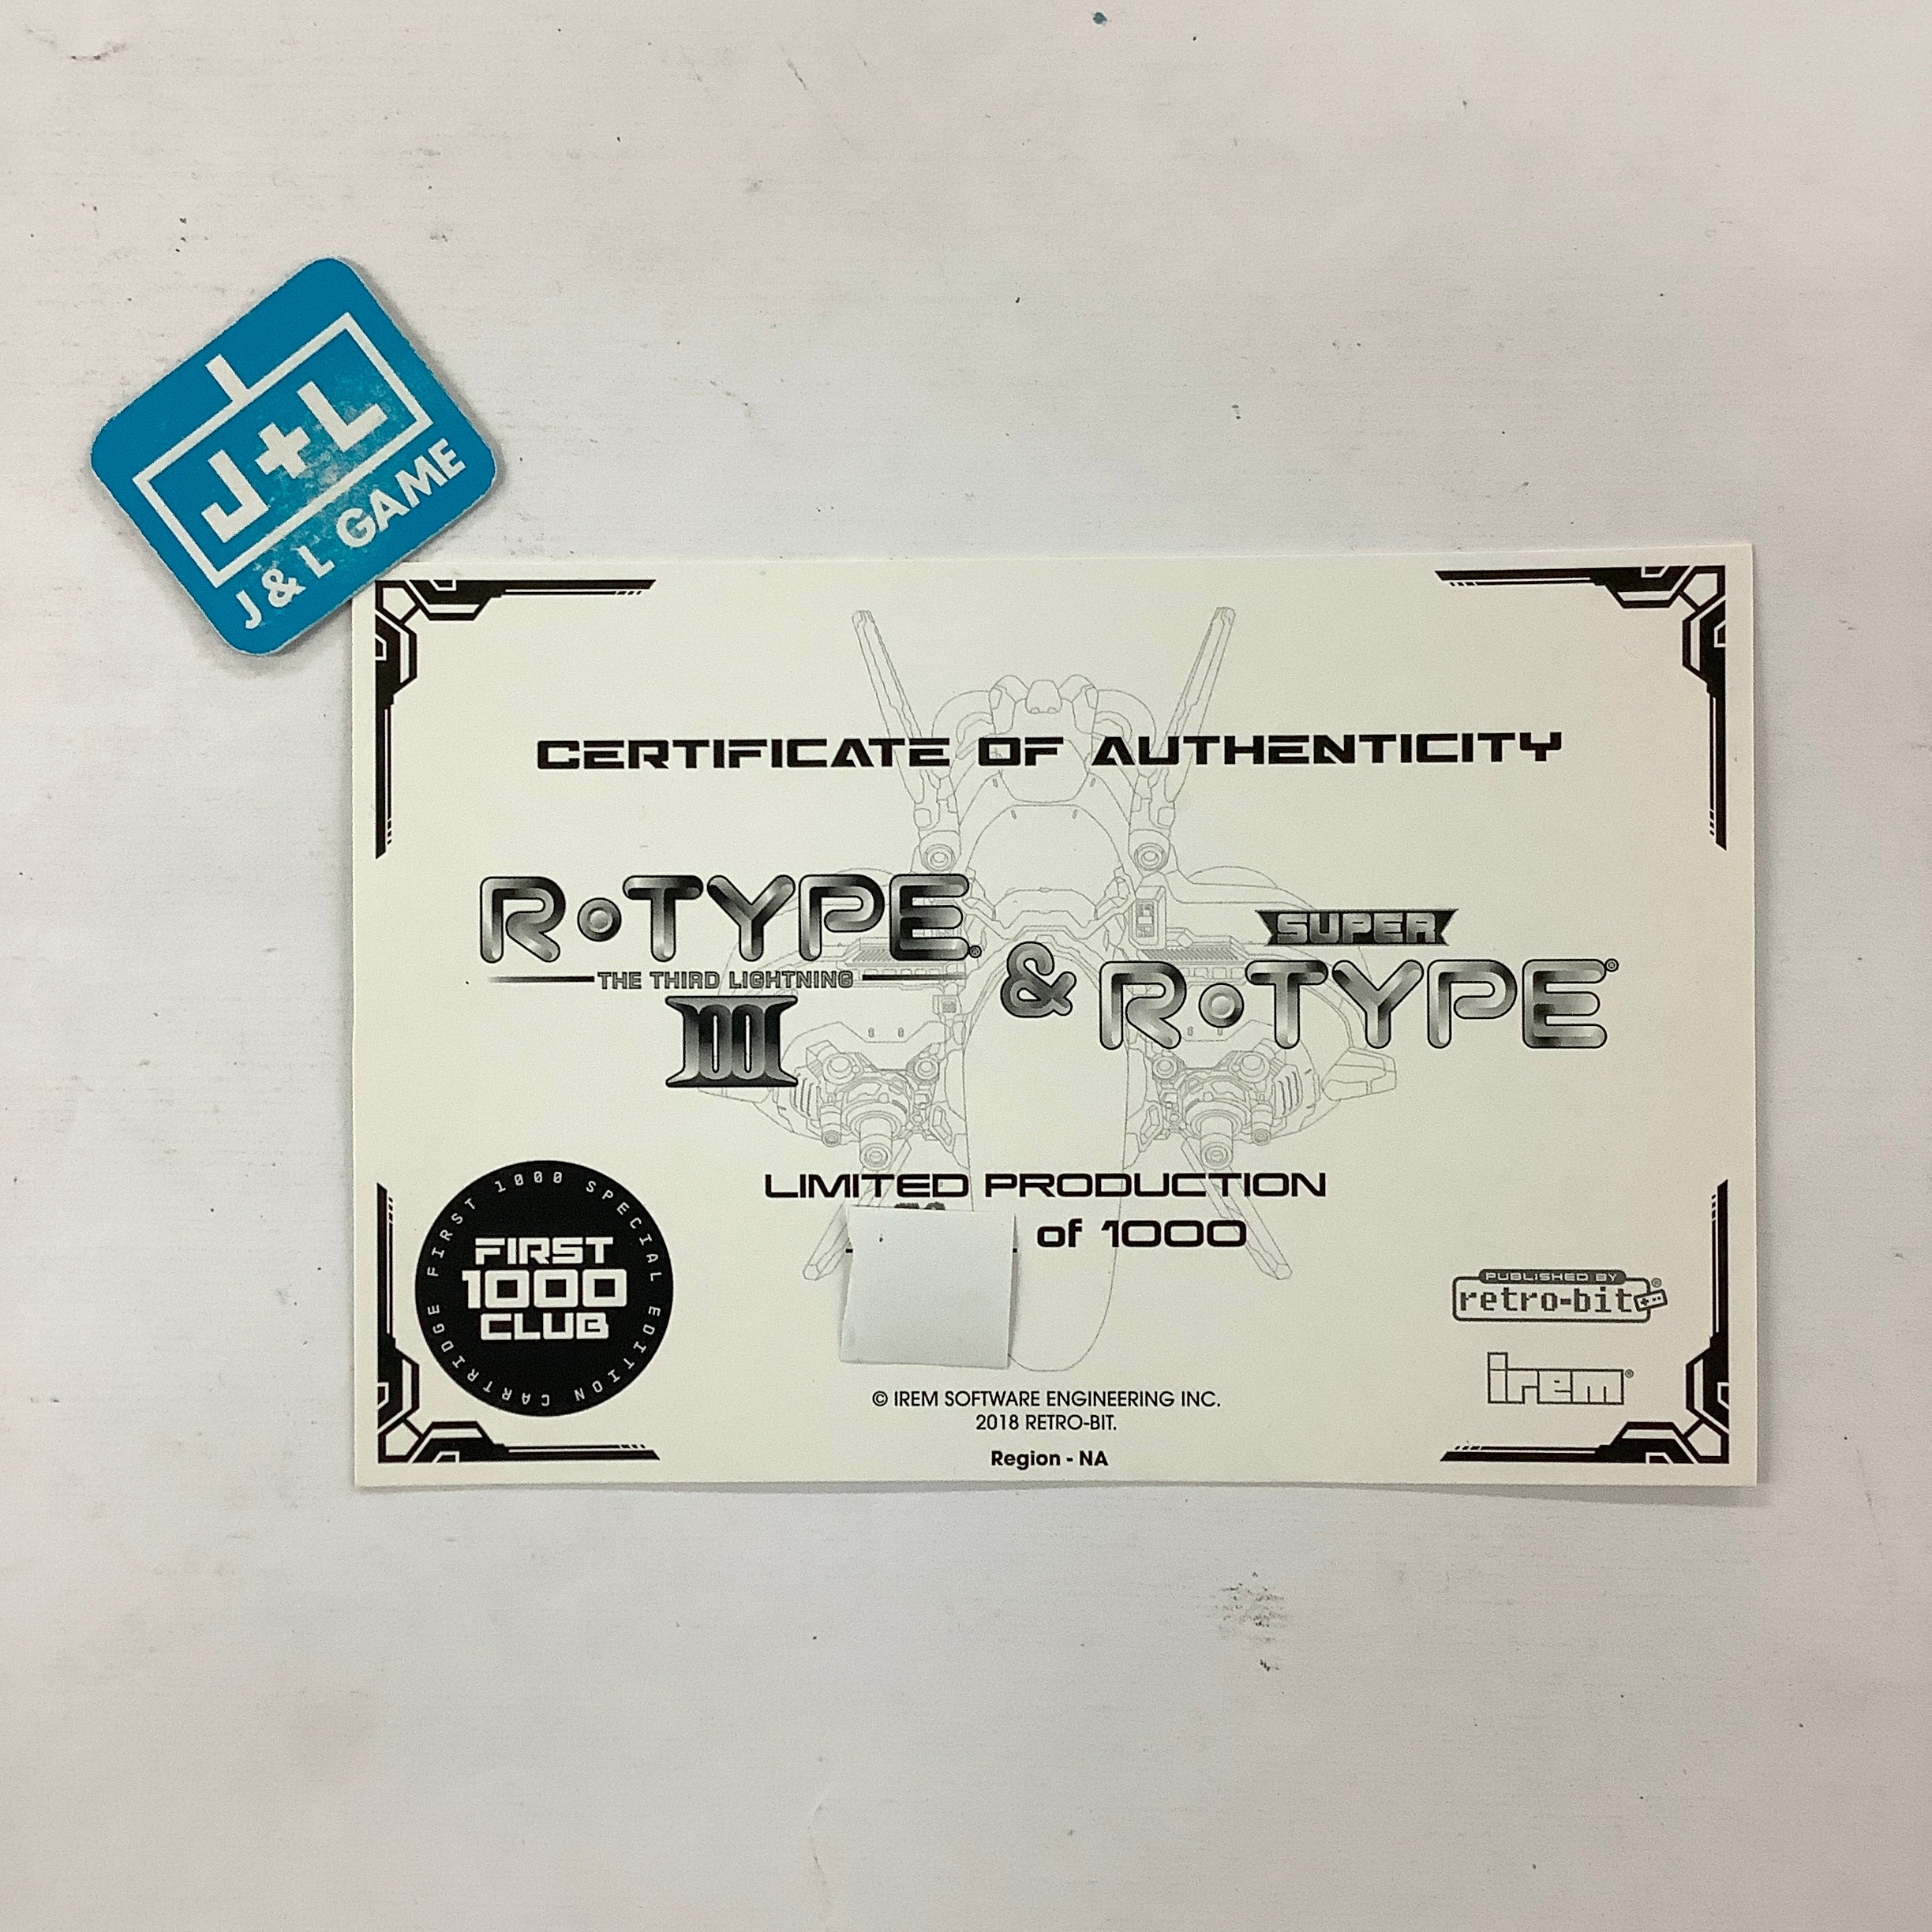 J+L
J & L GAME
CERTIFICATE OF AUTHENTICITY
R•TYPE®
THE THIRD LIGHTNING
III
&
SUPER
R•TYPE®
LIMITED PRODUCTION
of 1000
FIRST 1000 SPECIAL EDITION CARTRIDGE
FIRST
1000
CLUB
PUBLISHED BY
retro-bit®
irem®
© IREM SOFTWARE ENGINEERING INC.
2018 RETRO-BIT.
Region - NA